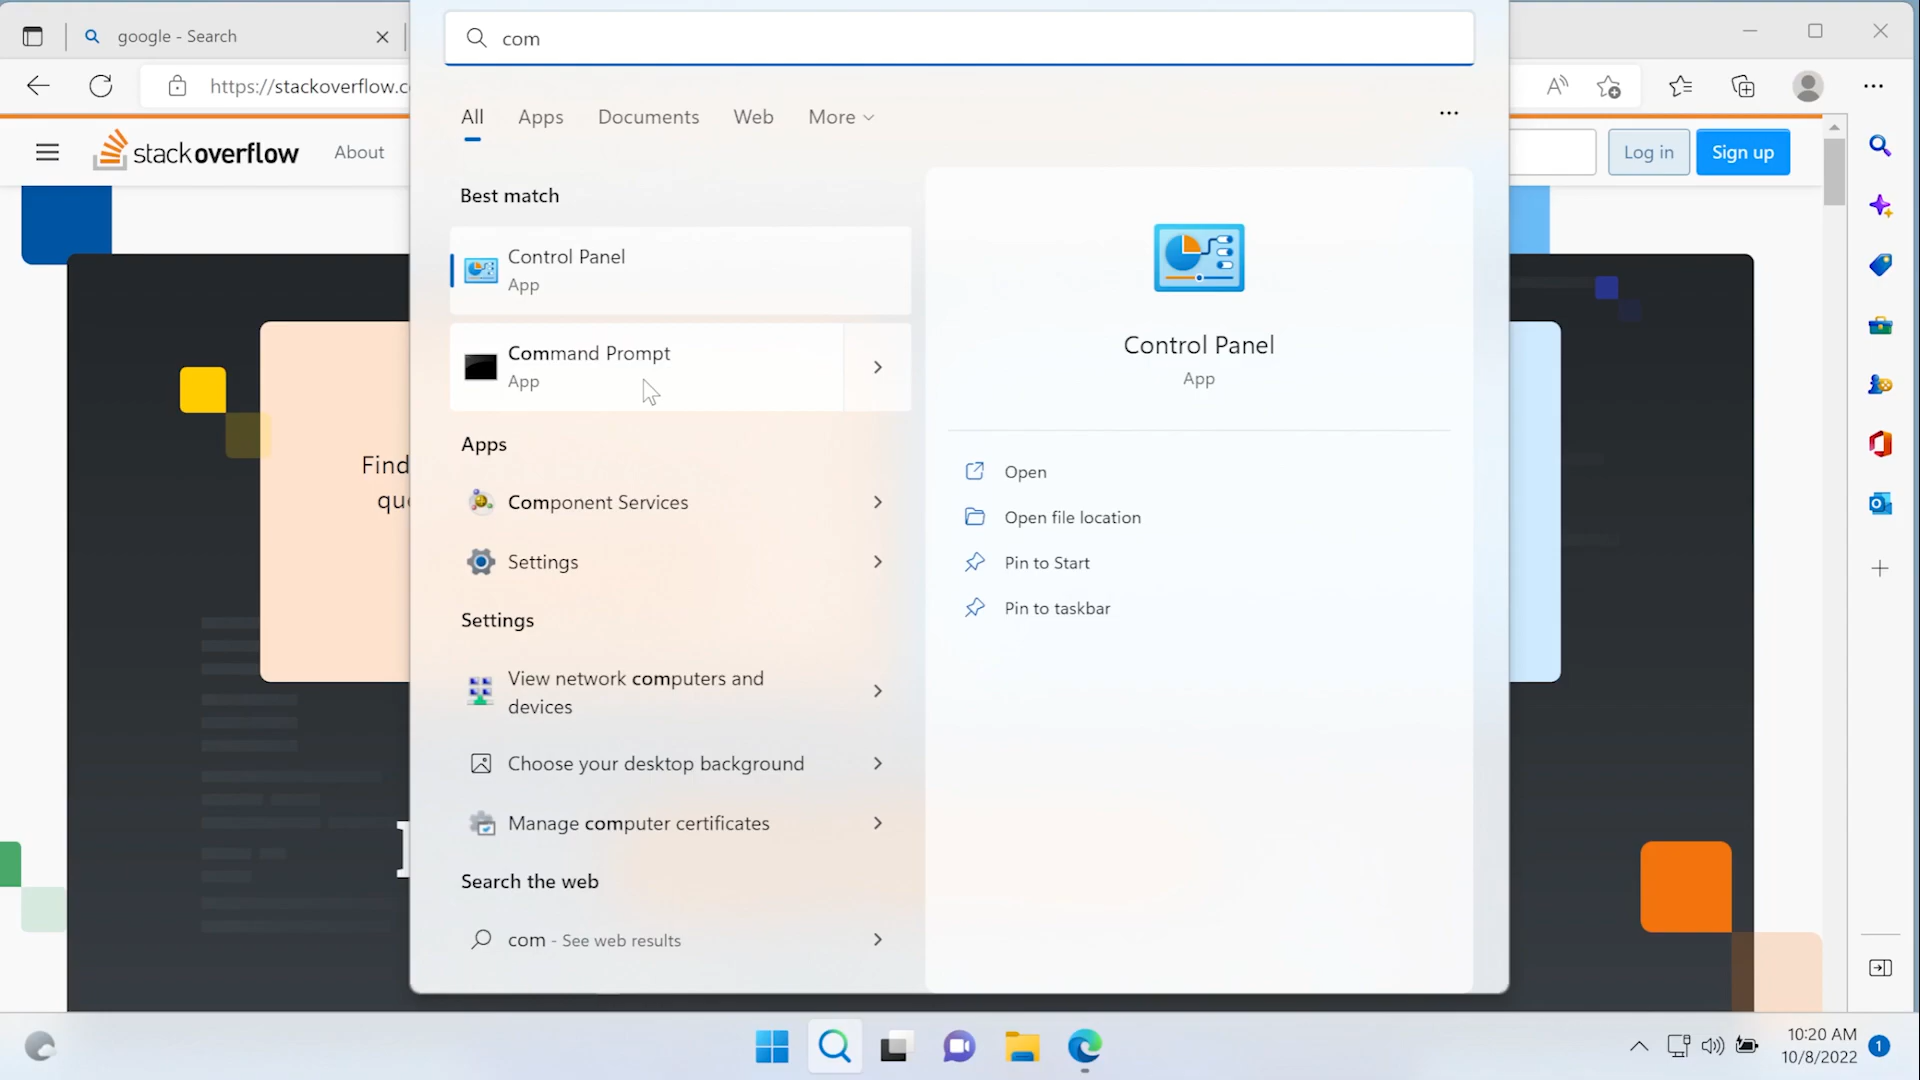 google - Search
com
https://stackoverflow.c
stackoverflow
About
Log in
Sign up
All
Apps
Documents
Web
More
Best match
Control Panel
App
Command Prompt
App
Apps
Component Services
Settings
Settings
View network computers and
devices
Choose your desktop background
Manage computer certificates
Search the web
com - See web results
Control Panel
App
Open
Open file location
Pin to Start
Pin to taskbar
Find
que
10:20 AM
10/8/2022
1